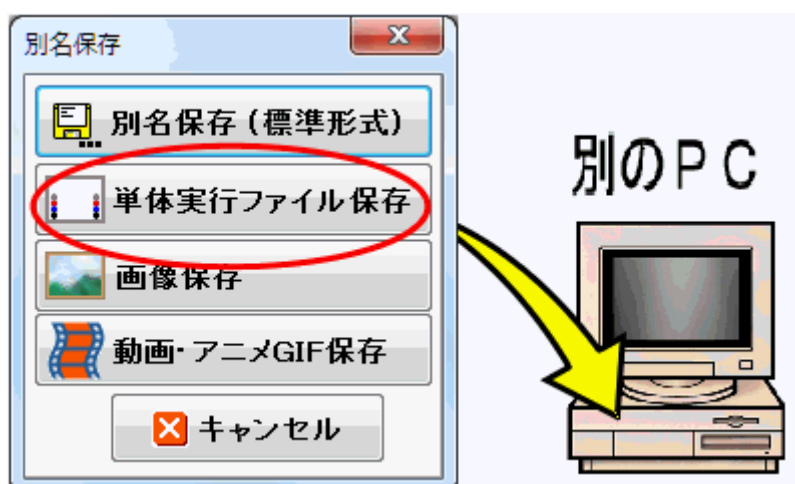 別名保存
別名保存(標準形式)
単体実行ファイル保存
画像保存
動画・アニメGIF保存
キャンセル
別のPC